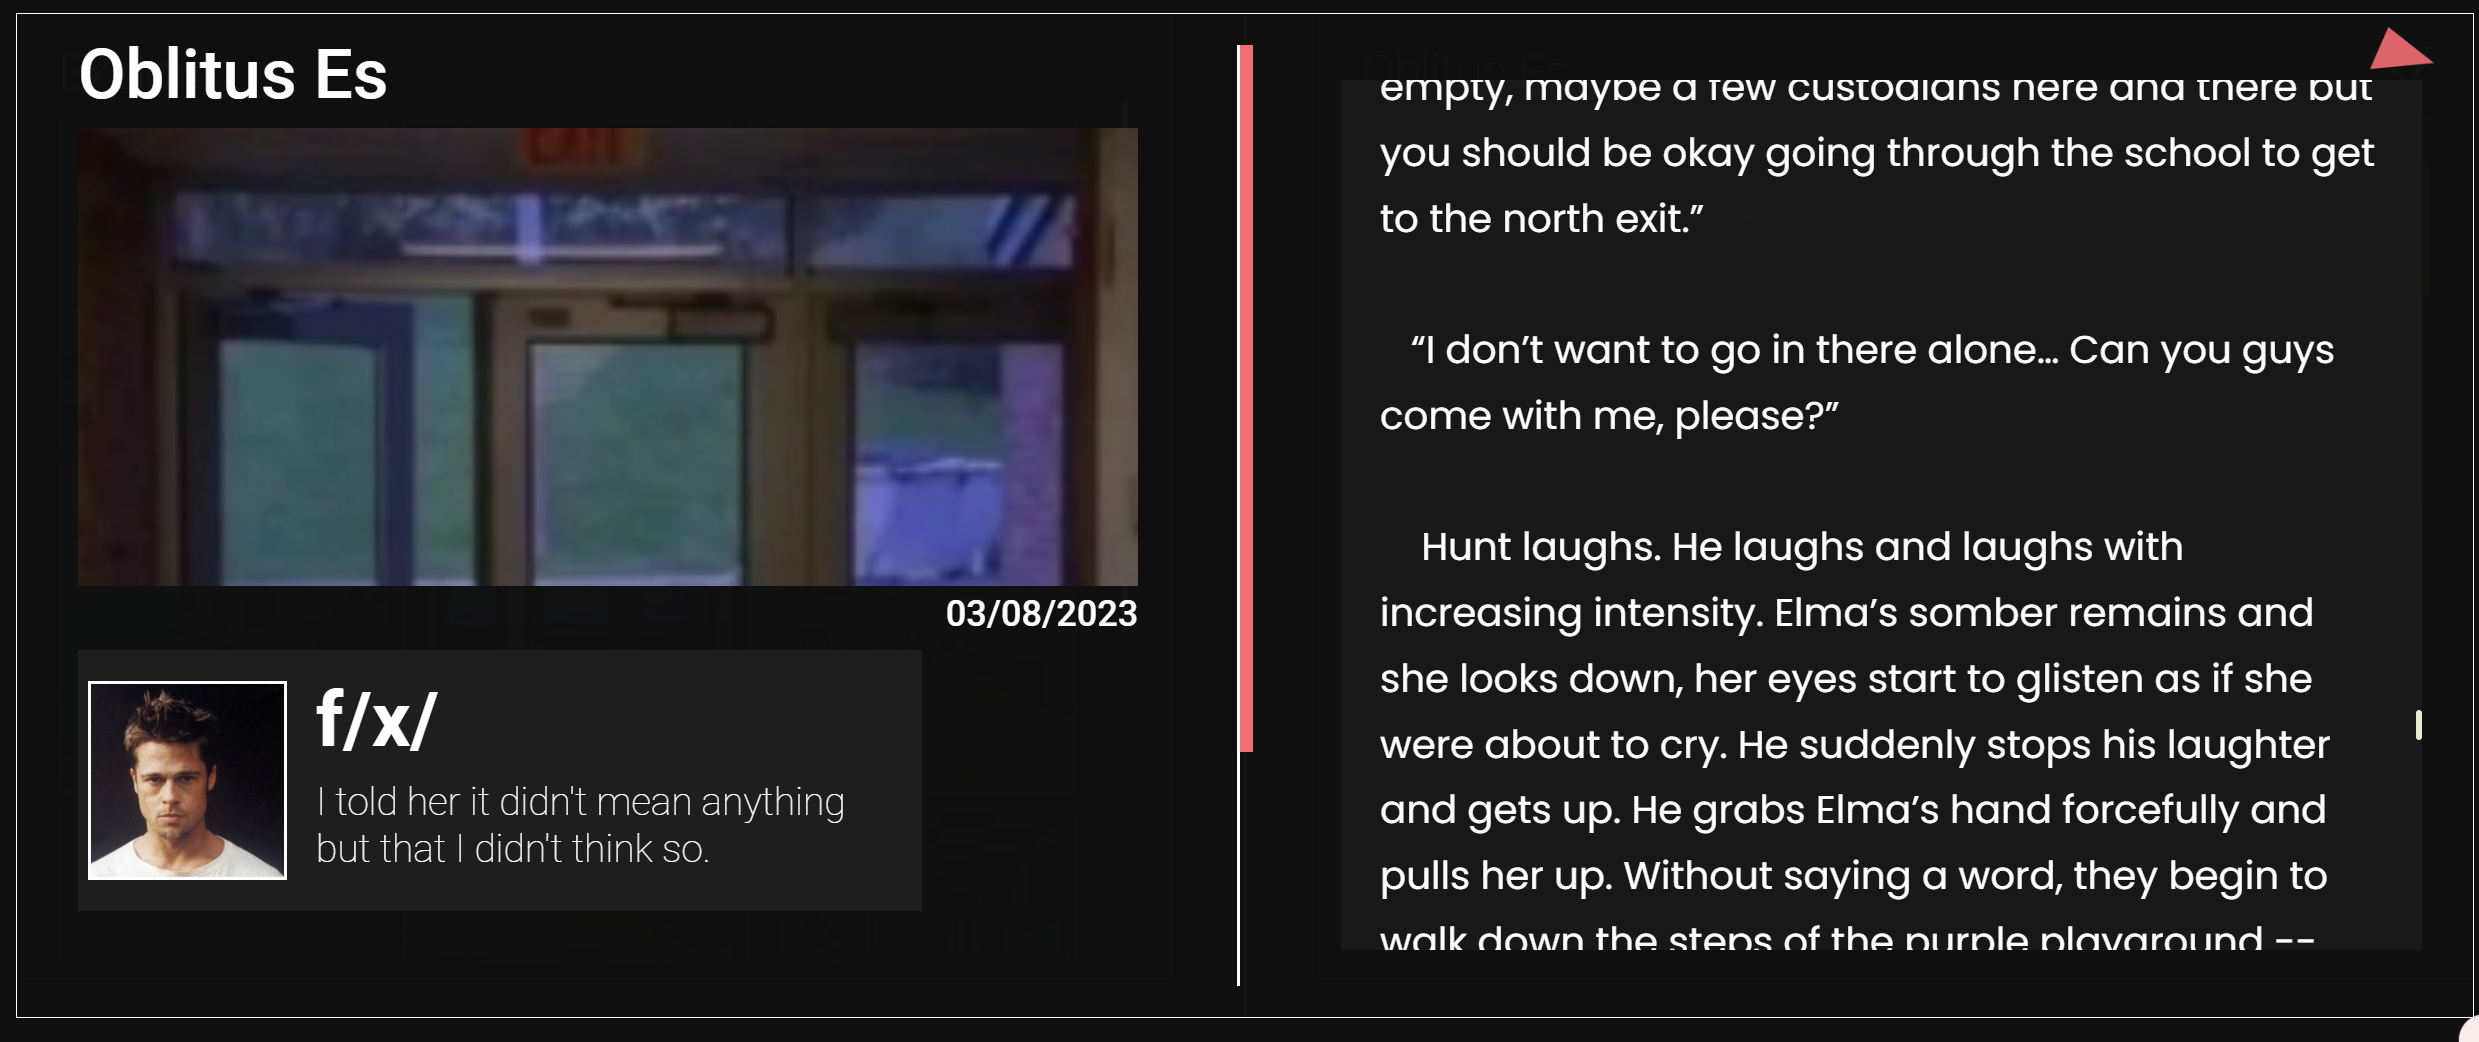 Oblitus Es
03/08/2023
f/x/
I told her it didn't mean anything
but that I didn't think so.
empty, maybe a few custodians here and there but
you should be okay going through the school to get
to the north exit.”
“I don’t want to go in there alone… Can you guys
come with me, please?”
Hunt laughs. He laughs and laughs with
increasing intensity. Elma’s somber remains and
she looks down, her eyes start to glisten as if she
were about to cry. He suddenly stops his laughter
and gets up. He grabs Elma’s hand forcefully and
pulls her up. Without saying a word, they begin to
walk down the steps of the purple playground --